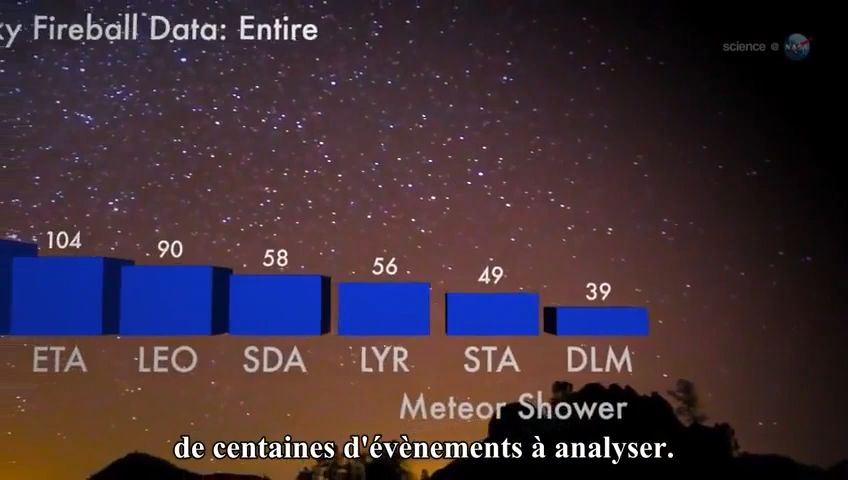 Fireball Data: Entire
science @ NASA
104 90 58 56 49 39
ETA LEO SDA LYR STA DLM
Meteor Shower
de centaines d'évènements à analyser.